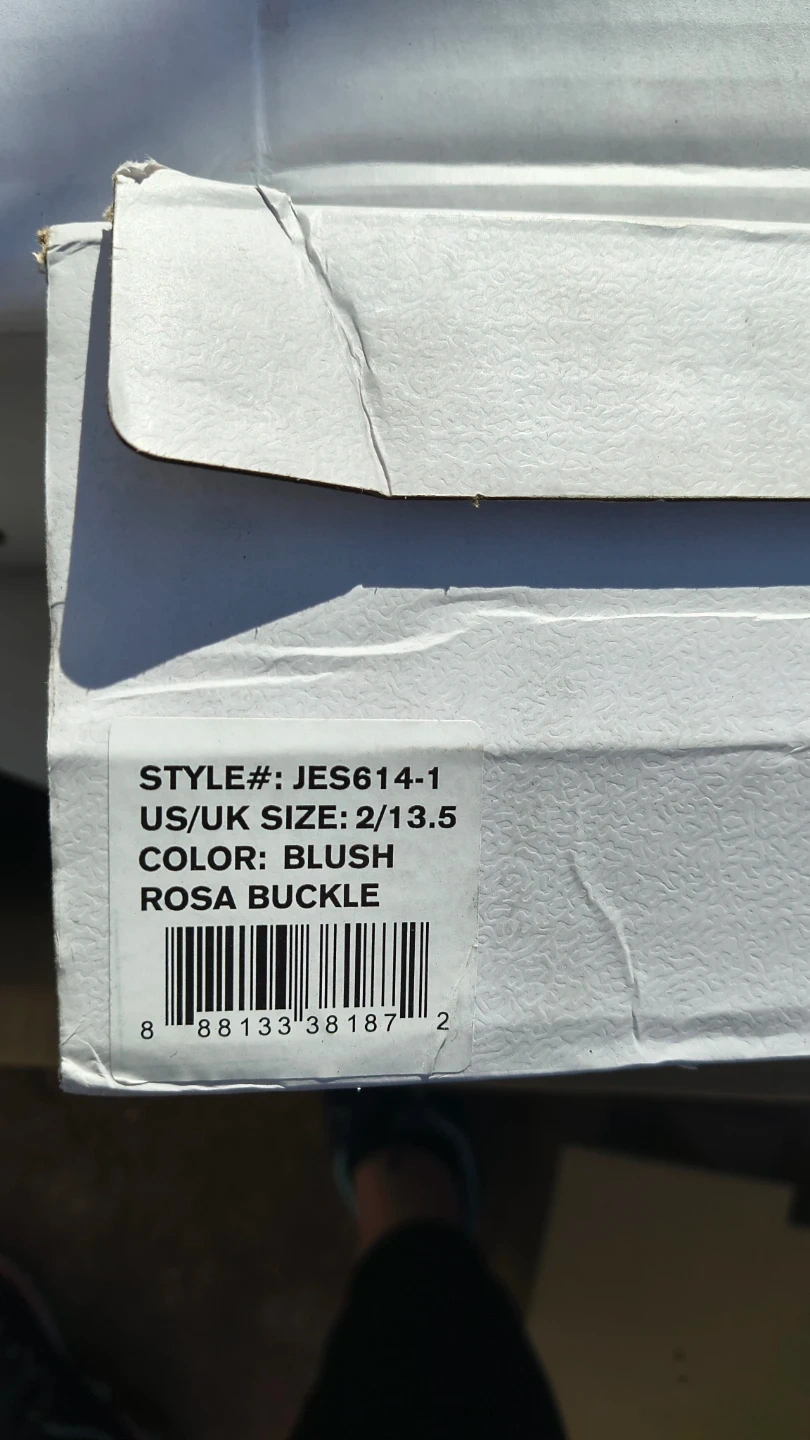 STYLE#: JES614-1
US/UK SIZE: 2/13.5
COLOR: BLUSH
ROSA BUCKLE
8 88133 38187 2